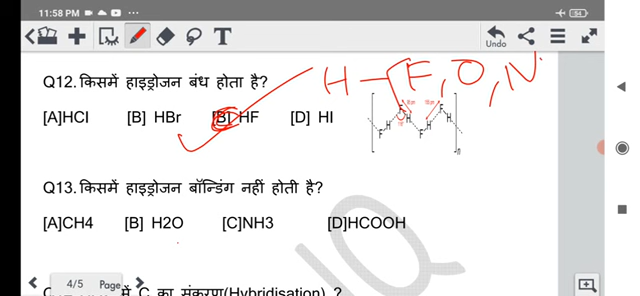 11:58 PM
54
Undo
Q12.किसमें हाइड्रोजन बंध होता है?
H - F, O, N.
[A]HCl [B] HBr [B] HF [D] HI
Q13.किसमें हाइड्रोजन बॉन्डिंग नहीं होती है?
[A]CH4 [B] H2O [C]NH3 [D]HCOOH
4/5 Page
में C का संकरण(Hybridisation) ?